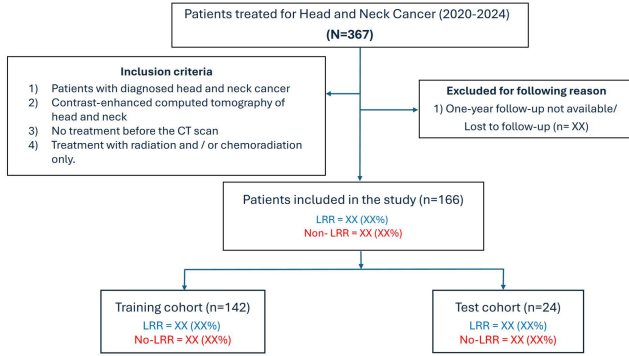 Patients treated for Head and Neck Cancer (2020-2024)
(N=367)
Inclusion criteria
1) Patients with diagnosed head and neck cancer
2) Contrast-enhanced computed tomography of
head and neck
3) No treatment before the CT scan
4) Treatment with radiation and / or chemoradiation
only.
Excluded for following reason
1) One-year follow-up not available/
Lost to follow-up (n= XX)
Patients included in the study (n=166)
LRR = XX (XX%)
Non- LRR = XX (XX%)
Training cohort (n=142)
LRR = XX (XX%)
No-LRR = XX (XX%)
Test cohort (n=24)
LRR = XX (XX%)
No-LRR = XX (XX%)